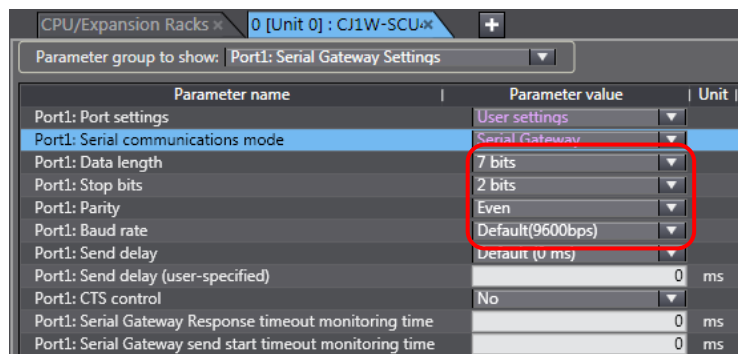 CPU/Expansion Racks × 0 [Unit 0] : CJ1W-SCU4 × +
Parameter group to show: Port1: Serial Gateway Settings
Parameter name | Parameter value | Unit |
Port1: Port settings User settings
Port1: Serial communications mode Serial Gateway
Port1: Data length 7 bits
Port1: Stop bits 2 bits
Port1: Parity Even
Port1: Baud rate Default(9600bps)
Port1: Send delay Default (0 ms)
Port1: Send delay (user-specified) 0 ms
Port1: CTS control No
Port1: Serial Gateway Response timeout monitoring time 0 ms
Port1: Serial Gateway send start timeout monitoring time 0 ms